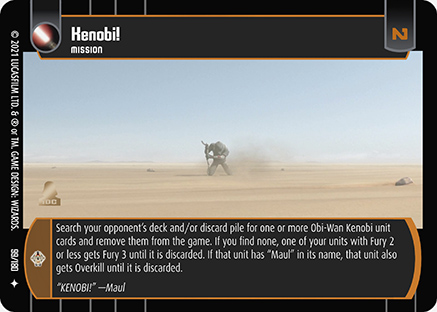 Kenobi!
MISSION
N
© 2021 LUCASFILM LTD. & ® or TM. GAME DESIGN: WIZARDS.
IDC
Search your opponent's deck and/or discard pile for one or more Obi-Wan Kenobi unit
cards and remove them from the game. If you find none, one of your units with Fury 2
or less gets Fury 3 until it is discarded. If that unit has "Maul" in its name, that unit also
gets Overkill until it is discarded.
"KENOBI!" —Maul